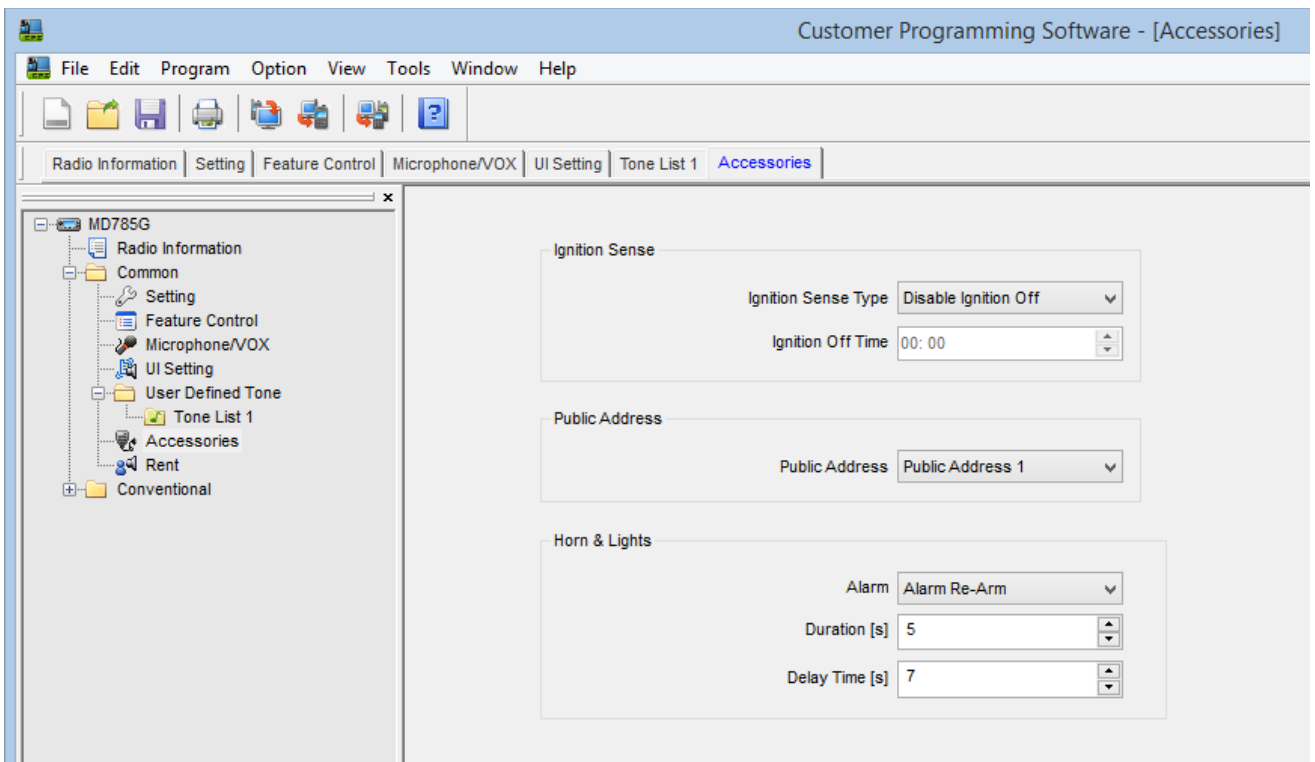 Customer Programming Software - [Accessories]
File Edit Program Option View Tools Window Help
Radio Information Setting Feature Control Microphone/VOX UI Setting Tone List 1 Accessories
MD785G
Radio Information
Common
Setting
Feature Control
Microphone/VOX
UI Setting
User Defined Tone
Tone List 1
Accessories
Rent
Conventional
Ignition Sense
Ignition Sense Type Disable Ignition Off
Ignition Off Time 00: 00
Public Address
Public Address Public Address 1
Horn & Lights
Alarm Alarm Re-Arm
Duration [s] 5
Delay Time [s] 7